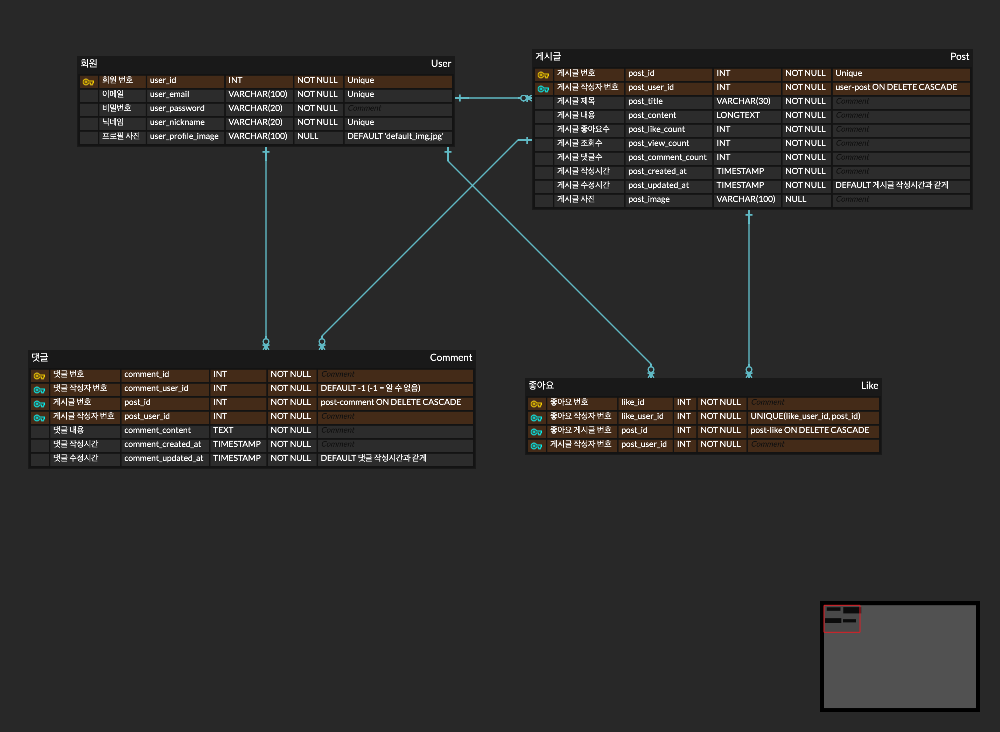 회원 User
회원 번호 user_id INT NOT NULL Unique
이메일 user_email VARCHAR(100) NOT NULL Unique
비밀번호 user_password VARCHAR(20) NOT NULL Comment
닉네임 user_nickname VARCHAR(20) NOT NULL Unique
프로필 사진 user_profile_image VARCHAR(100) NULL DEFAULT 'default_img.jpg'
게시글 Post
게시글 번호 post_id INT NOT NULL Unique
게시글 작성자 번호 post_user_id INT NOT NULL user-post ON DELETE CASCADE
게시글 제목 post_title VARCHAR(30) NOT NULL Comment
게시글 내용 post_content LONGTEXT NOT NULL Comment
게시글 좋아요수 post_like_count INT NOT NULL Comment
게시글 조회수 post_view_count INT NOT NULL Comment
게시글 댓글수 post_comment_count INT NOT NULL Comment
게시글 작성시간 post_created_at TIMESTAMP NOT NULL Comment
게시글 수정시간 post_updated_at TIMESTAMP NOT NULL DEFAULT 게시글 작성시간과 같게
게시글 사진 post_image VARCHAR(100) NULL Comment
댓글 Comment
댓글 번호 comment_id INT NOT NULL Comment
댓글 작성자 번호 comment_user_id INT NOT NULL DEFAULT -1 (-1 = 알 수 없음)
게시글 번호 post_id INT NOT NULL post-comment ON DELETE CASCADE
게시글 작성자 번호 post_user_id INT NOT NULL Comment
댓글 내용 comment_content TEXT NOT NULL Comment
댓글 작성시간 comment_created_at TIMESTAMP NOT NULL Comment
댓글 수정시간 comment_updated_at TIMESTAMP NOT NULL DEFAULT 댓글 작성시간과 같게
좋아요 Like
좋아요 번호 like_id INT NOT NULL Comment
좋아요 작성자 번호 like_user_id INT NOT NULL UNIQUE(like_user_id, post_id)
좋아요 게시글 번호 post_id INT NOT NULL post-like ON DELETE CASCADE
게시글 작성자 번호 post_user_id INT NOT NULL Comment